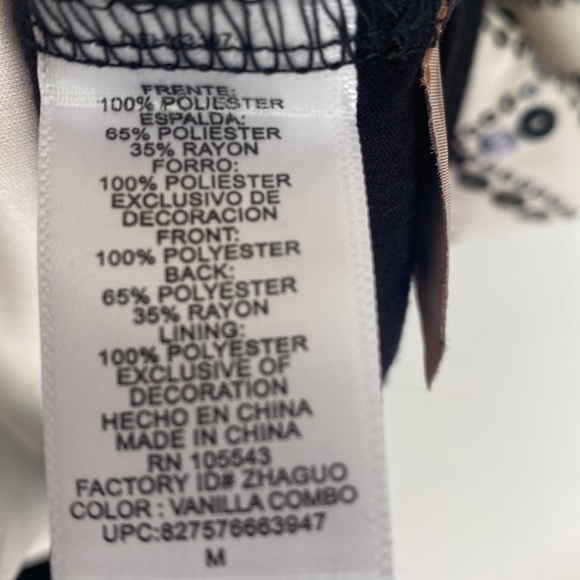 FRENTE:
100% POLIESTER
ESPALDA:
65% POLIESTER
35% RAYON
FORRO:
100% POLIESTER
EXCLUSIVO DE
DECORACION
FRONT:
100% POLYESTER
BACK:
65% POLYESTER
35% RAYON
LINING:
100% POLYESTER
EXCLUSIVE OF
DECORATION
HECHO EN CHINA
MADE IN CHINA
RN 105543
FACTORY ID# ZHAGUO
COLOR : VANILLA COMBO
UPC:827576663947
M